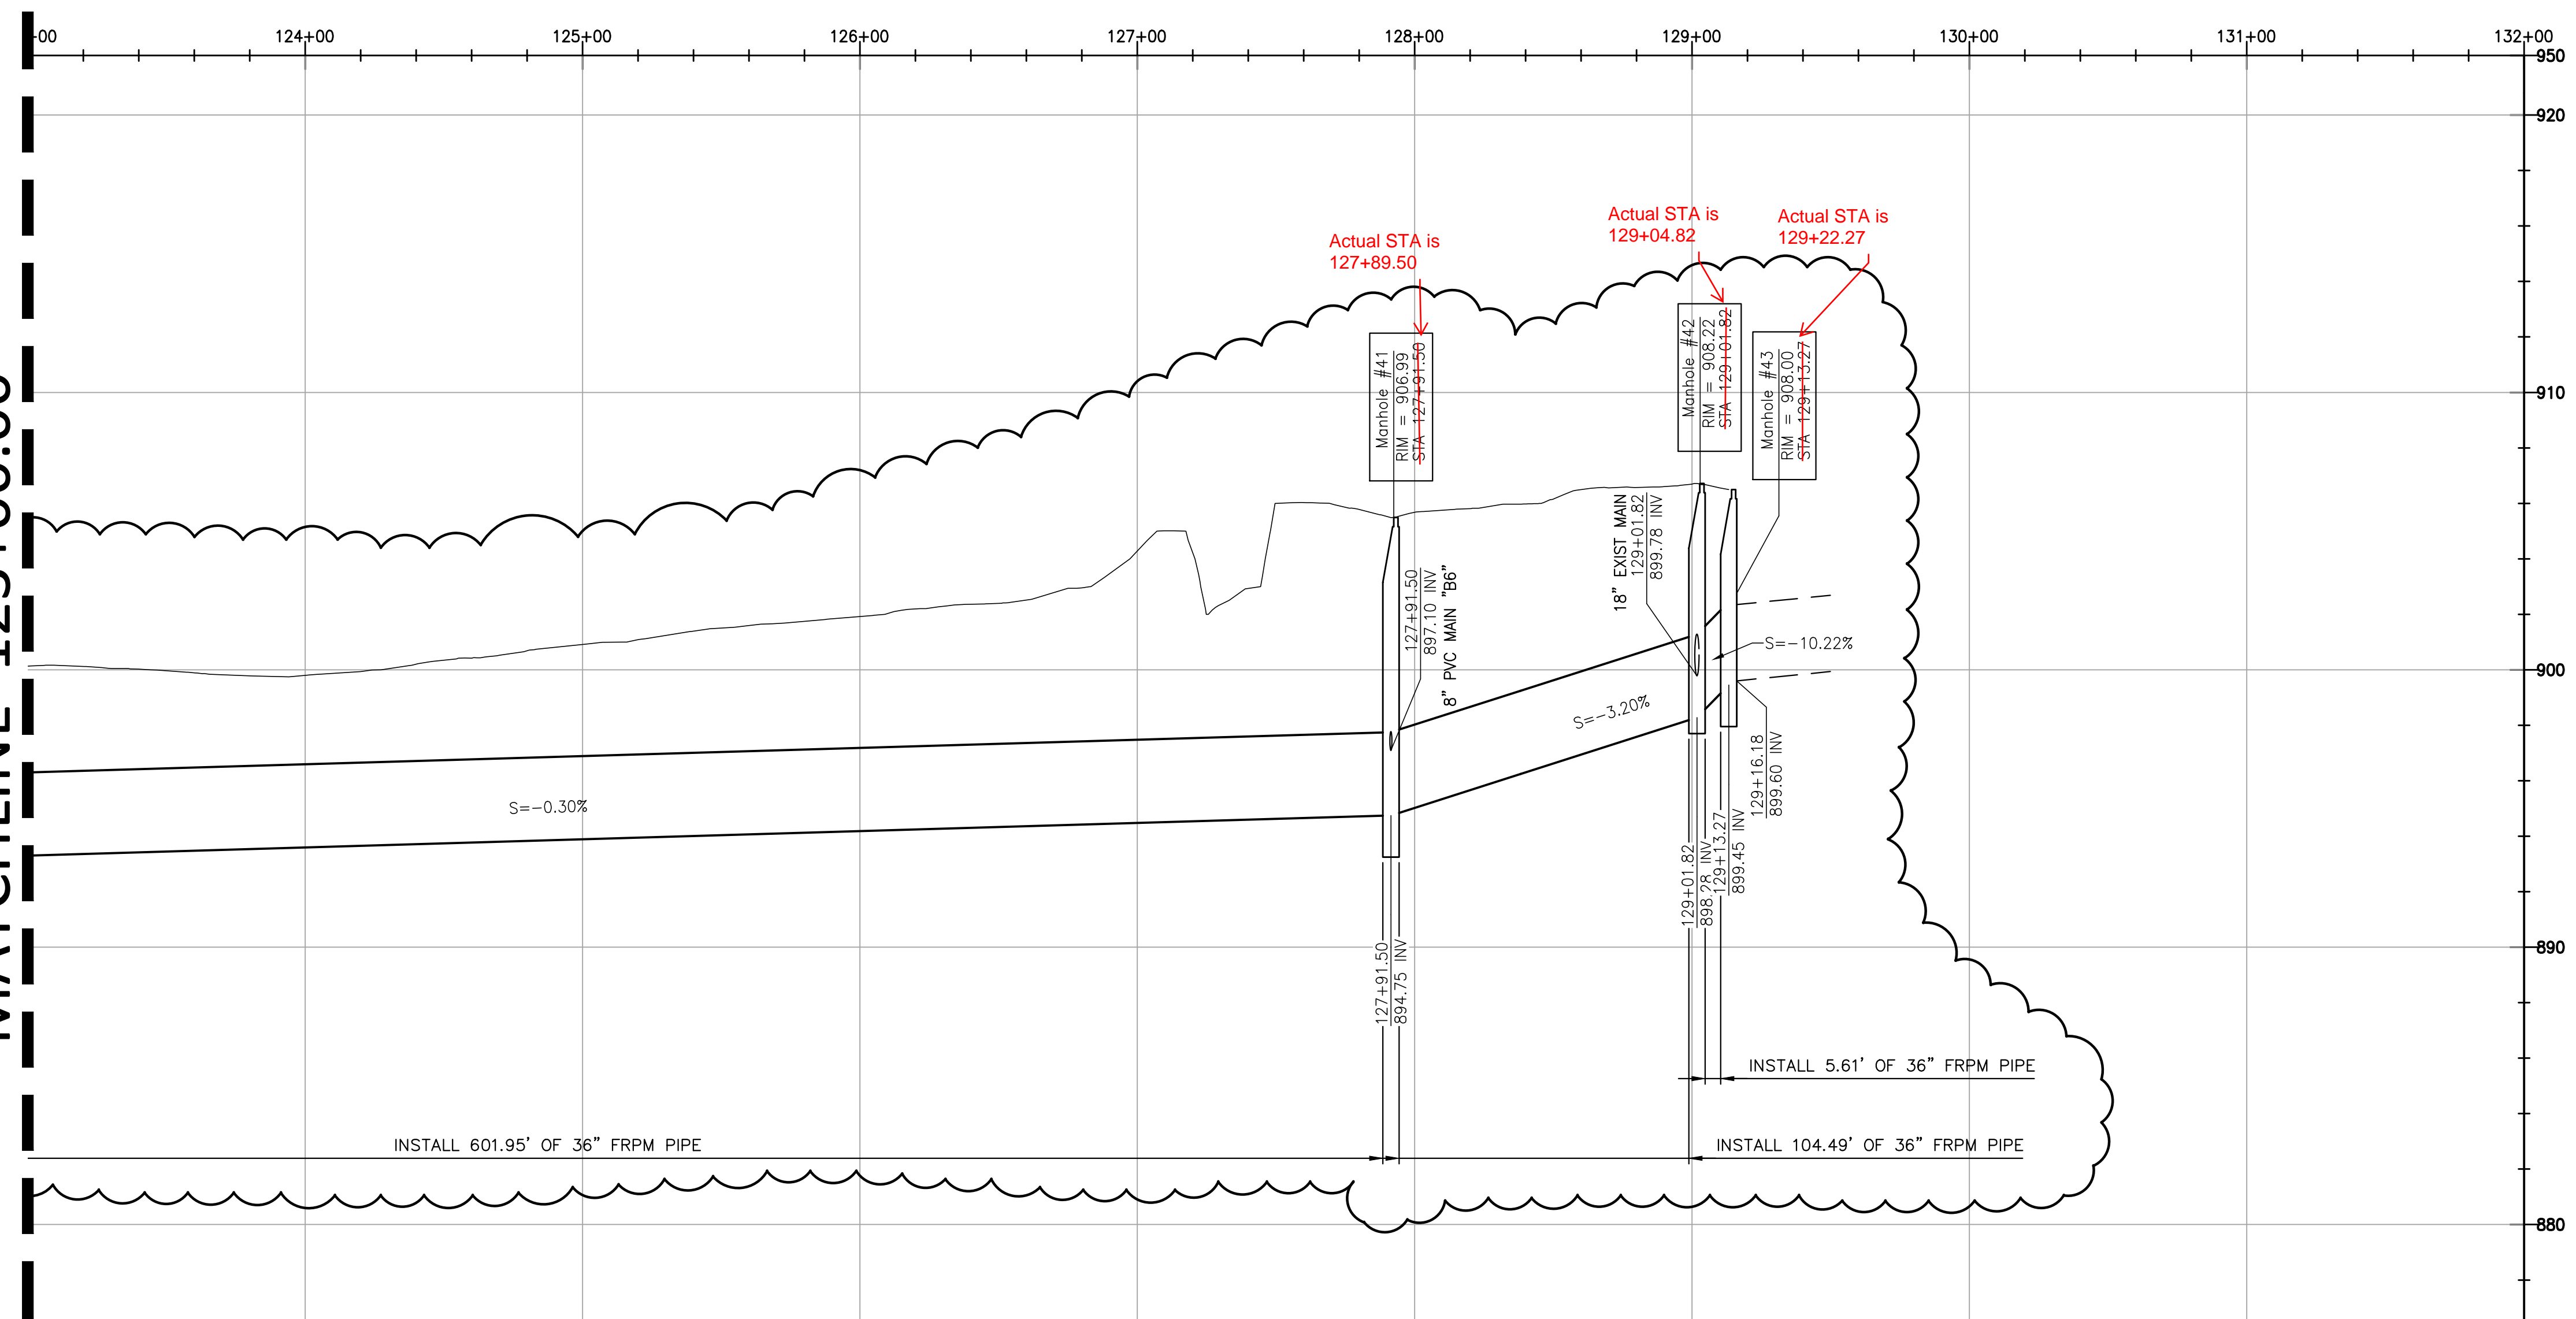 +00
124+00
125+00
126+00
127+00
128+00
129+00
130+00
131+00
132+00
950
920
910
900
890
880
Actual STA is
127+89.50
Actual STA is
129+04.82
Actual STA is
129+22.27
Manhole #41
RIM = 906.99
STA 127+91.50
Manhole #42
RIM = 908.22
STA 129+01.82
Manhole #43
RIM = 908.00
STA 129+13.27
127+91.50
897.10 INV
8" PVC MAIN "B6"
18" EXIST MAIN
129+01.82
899.78 INV
S=-10.22%
S=-3.20%
S=-0.30%
129+16.18
899.60 INV
129+01.82
898.28 INV
129+13.27
899.45 INV
127+91.50
894.75 INV
INSTALL 5.61' OF 36" FRPM PIPE
INSTALL 601.95' OF 36" FRPM PIPE
INSTALL 104.49' OF 36" FRPM PIPE